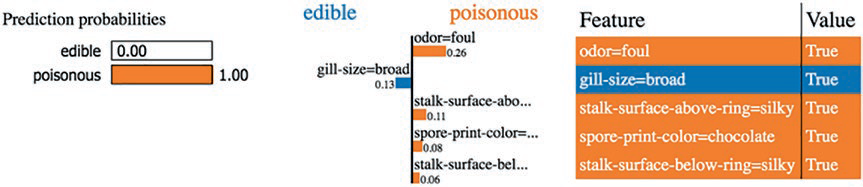 Prediction probabilities
edible 0.00
poisonous 1.00
edible poisonous
odor=foul
0.26
gill-size=broad
0.13
stalk-surface-abo...
0.11
spore-print-color=...
0.08
stalk-surface-bel...
0.06
Feature Value
odor=foul True
gill-size=broad True
stalk-surface-above-ring=silky True
spore-print-color=chocolate True
stalk-surface-below-ring=silky True